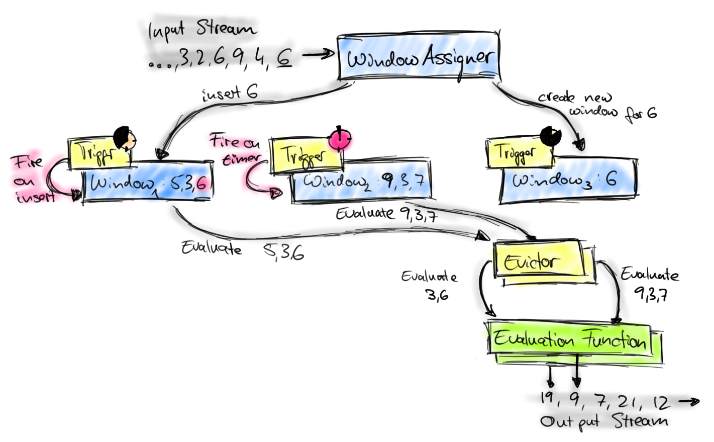 Input Stream
...,3,2,6,9,4, 6
Window Assigner
insert 6
create new
window for 6
Trigger
Fire
on
insert
Window1 : 5,3,6
Fire on
timer
Trigger
Window2 : 9,3,7
Trigger
Window3 : 6
Evaluate 9,3,7
Evaluate 5,3,6
Evictor
Evaluate
3,6
Evaluate
9,3,7
Evaluation Function
19, 9, 7, 21, 12
Output Stream